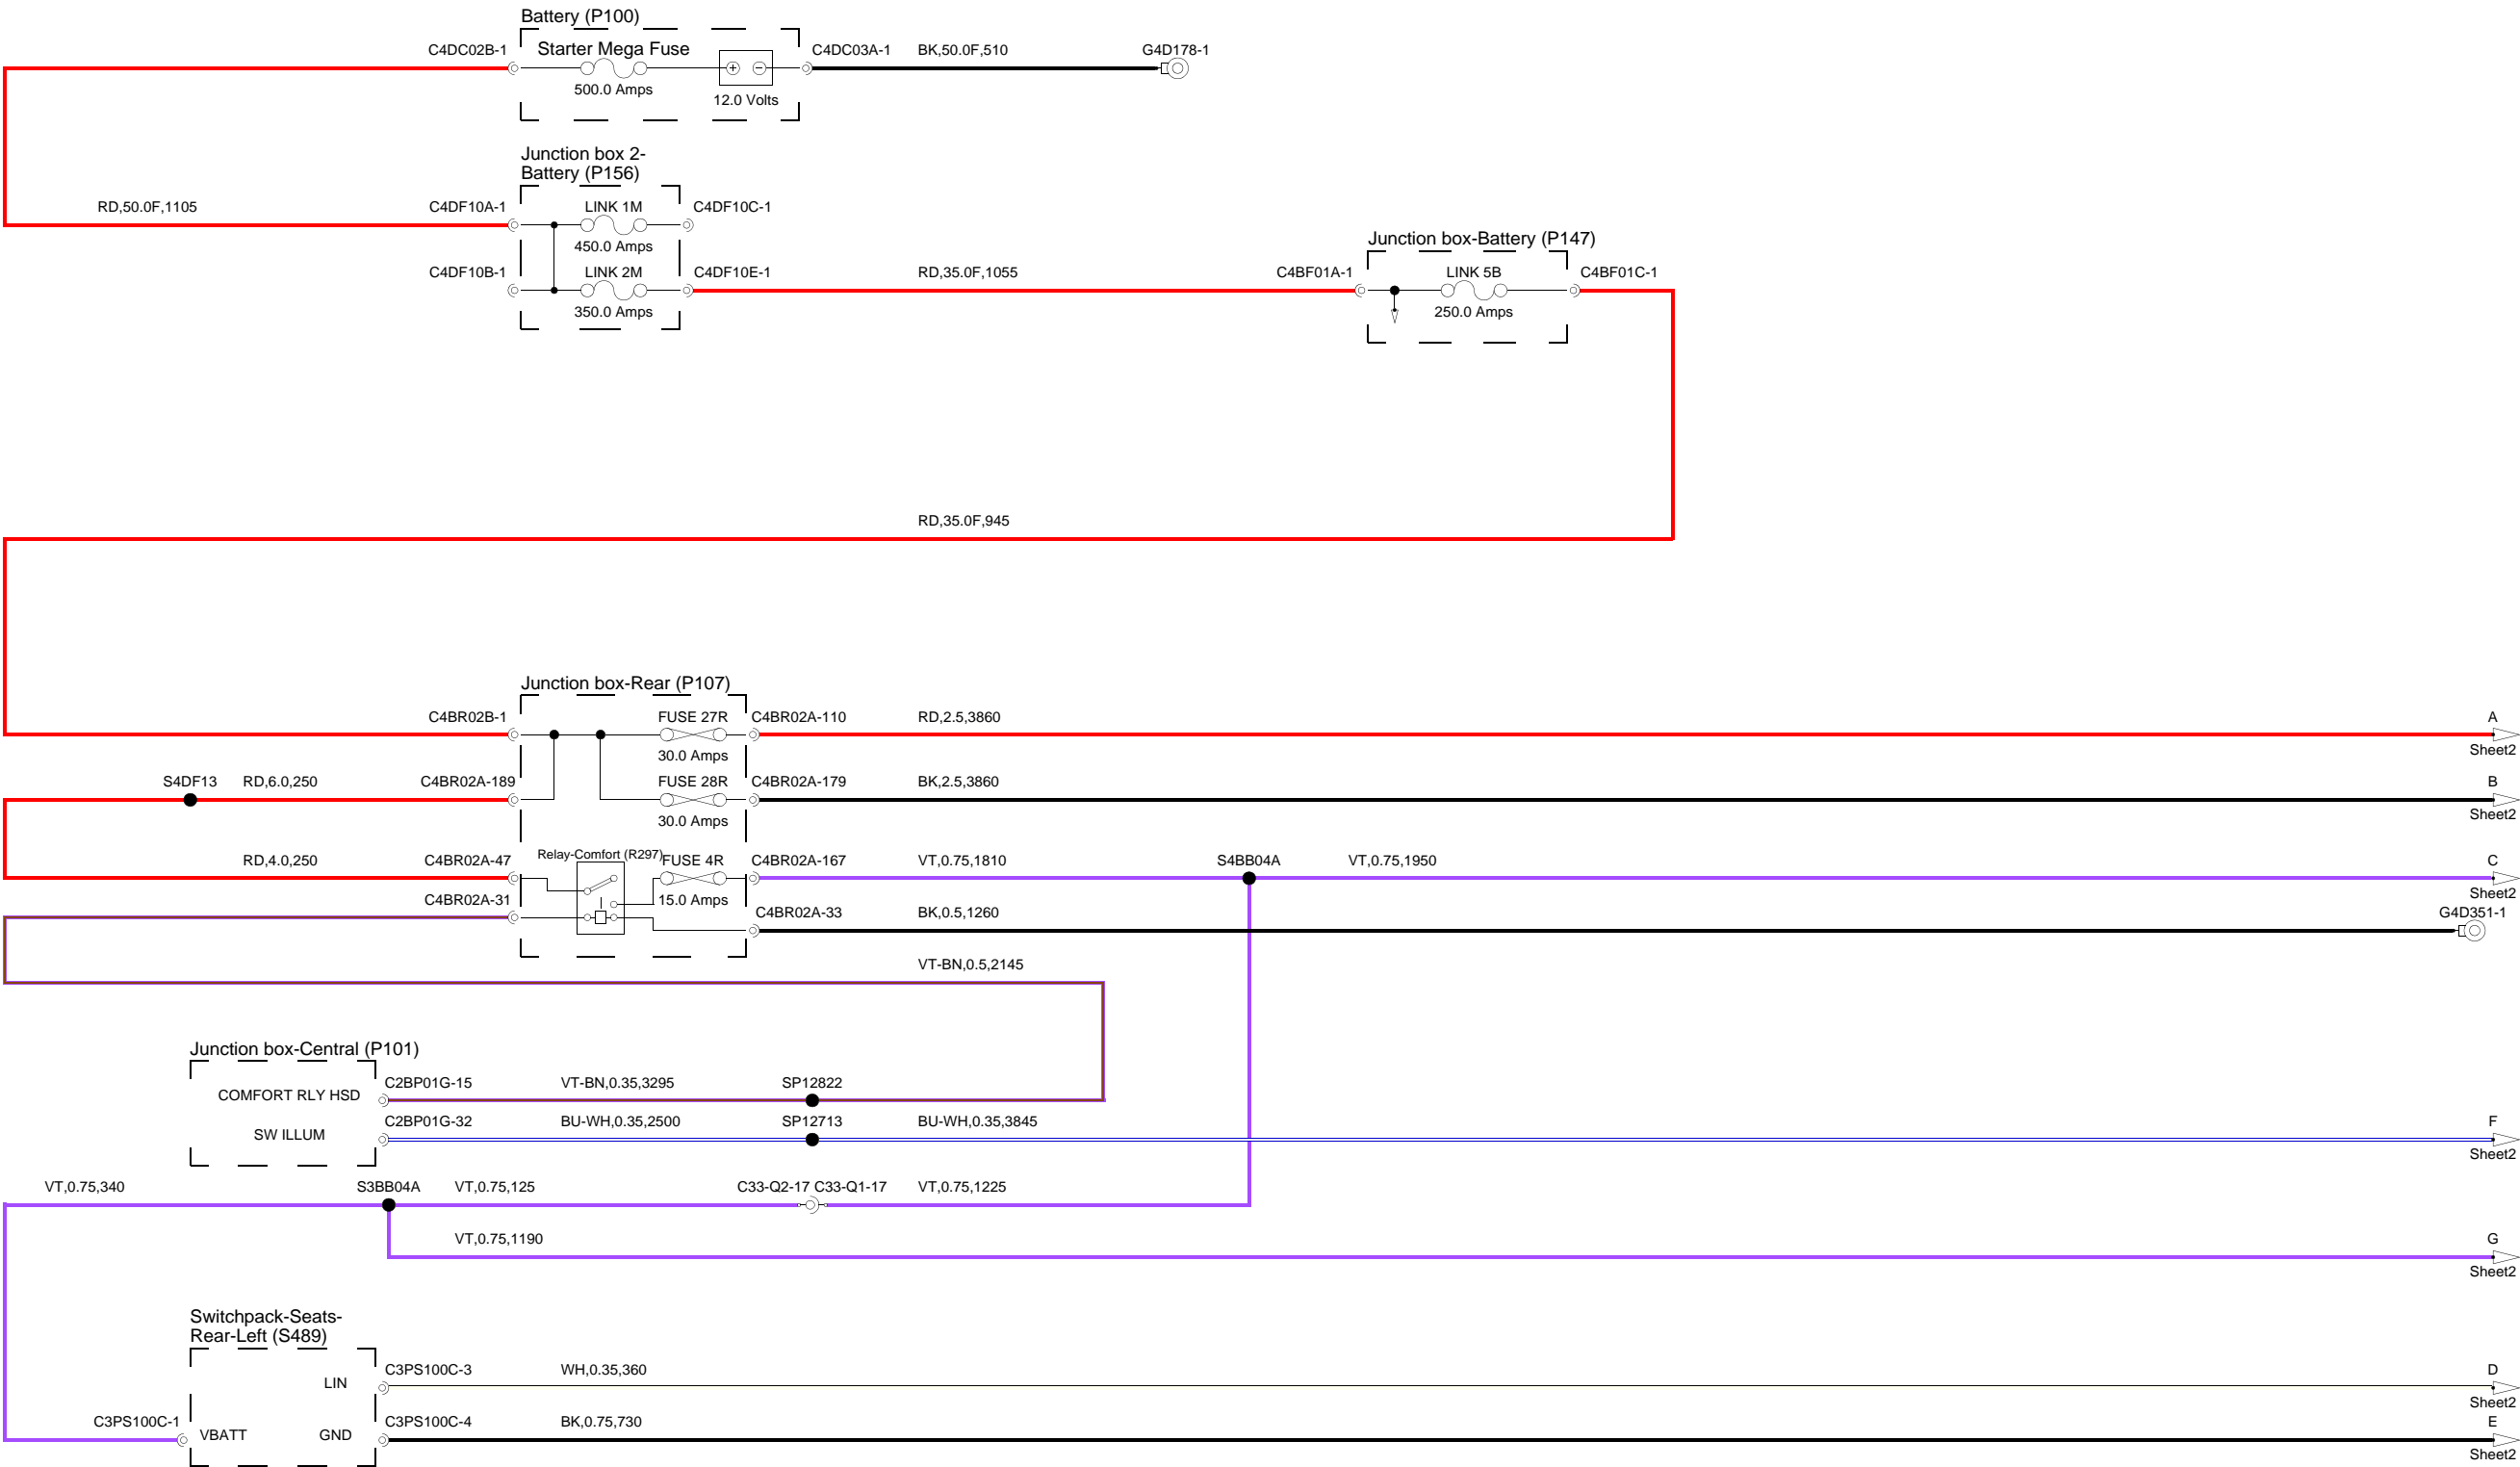 Battery (P100)
C4DC02B-1
Starter Mega Fuse
C4DC03A-1
BK,50.0F,510
G4D178-1
500.0 Amps
12.0 Volts
Junction box 2-
Battery (P156)
RD,50.0F,1105
C4DF10A-1
LINK 1M
C4DF10C-1
450.0 Amps
Junction box-Battery (P147)
C4DF10B-1
LINK 2M
C4DF10E-1
RD,35.0F,1055
C4BF01A-1
LINK 5B
C4BF01C-1
350.0 Amps
250.0 Amps
RD,35.0F,945
Junction box-Rear (P107)
C4BR02B-1
FUSE 27R
C4BR02A-110
RD,2.5,3860
A
30.0 Amps
Sheet2
S4DF13
RD,6.0,250
C4BR02A-189
FUSE 28R
C4BR02A-179
BK,2.5,3860
B
30.0 Amps
Sheet2
RD,4.0,250
C4BR02A-47
Relay-Comfort (R297)
FUSE 4R
C4BR02A-167
VT,0.75,1810
S4BB04A
VT,0.75,1950
C
C4BR02A-31
15.0 Amps
Sheet2
C4BR02A-33
BK,0.5,1260
G4D351-1
VT-BN,0.5,2145
Junction box-Central (P101)
COMFORT RLY HSD
C2BP01G-15
VT-BN,0.35,3295
SP12822
SW ILLUM
C2BP01G-32
BU-WH,0.35,2500
SP12713
BU-WH,0.35,3845
F
Sheet2
VT,0.75,340
S3BB04A
VT,0.75,125
C33-Q2-17 C33-Q1-17
VT,0.75,1225
VT,0.75,1190
G
Sheet2
Switchpack-Seats-
Rear-Left (S489)
LIN
C3PS100C-3
WH,0.35,360
D
Sheet2
C3PS100C-1
VBATT
GND
C3PS100C-4
BK,0.75,730
E
Sheet2